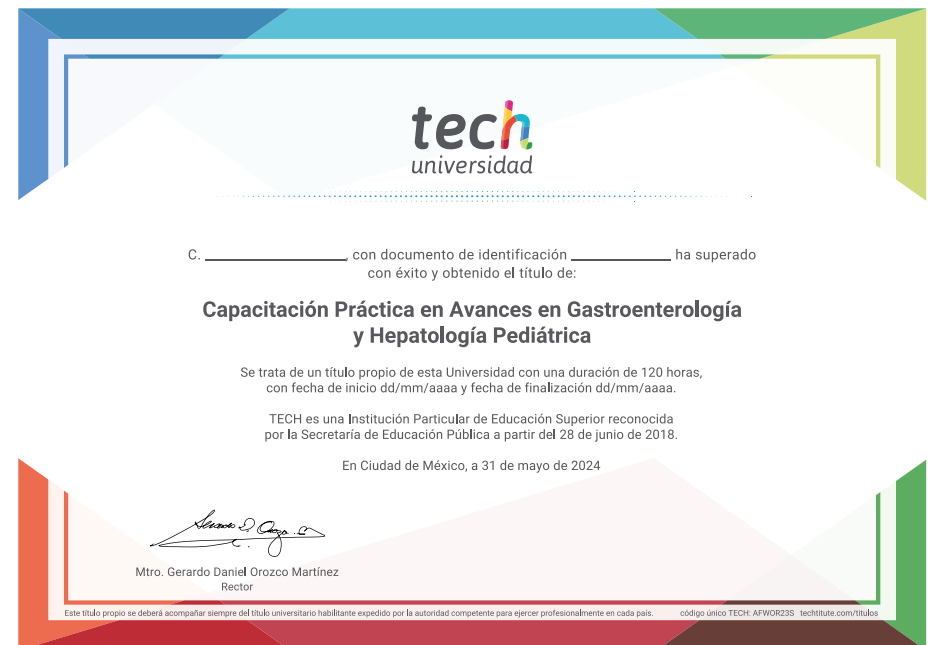 tech
universidad
C. ____________________, con documento de identificación ______________ ha superado
con éxito y obtenido el título de:
Capacitación Práctica en Avances en Gastroenterología
y Hepatología Pediátrica
Se trata de un título propio de esta Universidad con una duración de 120 horas,
con fecha de inicio dd/mm/aaaa y fecha de finalización dd/mm/aaaa.
TECH es una Institución Particular de Educación Superior reconocida
por la Secretaría de Educación Pública a partir del 28 de junio de 2018.
En Ciudad de México, a 31 de mayo de 2024
Mtro. Gerardo Daniel Orozco Martínez
Rector
Este título propio se deberá acompañar siempre del título universitario habilitante expedido por la autoridad competente para ejercer profesionalmente en cada país. código único TECH: AFWOR23S techtitute.com/titulos